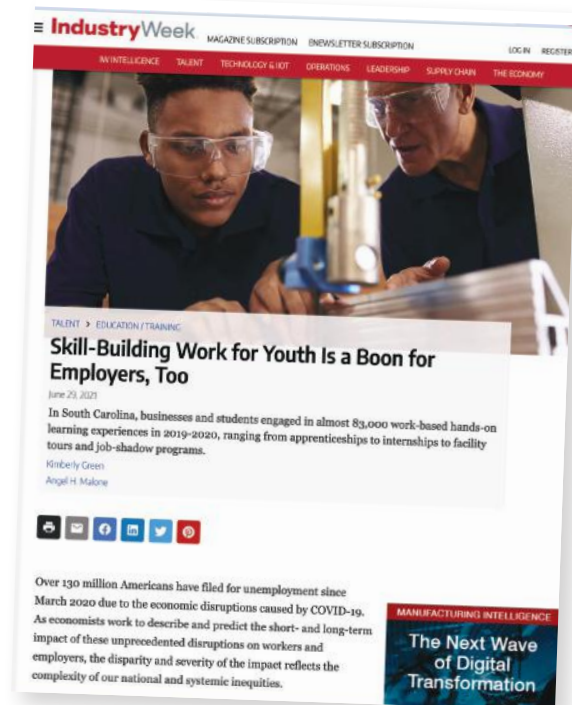 IndustryWeek
MAGAZINE SUBSCRIPTION ENEWSLETTER SUBSCRIPTION
LOG IN REGISTER
IW INTELLIGENCE TALENT TECHNOLOGY & IIOT OPERATIONS LEADERSHIP SUPPLY CHAIN THE ECONOMY
TALENT > EDUCATION / TRAINING
Skill-Building Work for Youth Is a Boon for
Employers, Too
June 29, 2021
In South Carolina, businesses and students engaged in almost 83,000 work-based hands-on
learning experiences in 2019-2020, ranging from apprenticeships to internships to facility
tours and job-shadow programs.
Kimberly Green
Angel H. Malone
Over 130 million Americans have filed for unemployment since
March 2020 due to the economic disruptions caused by COVID-19.
As economists work to describe and predict the short- and long-term
impact of these unprecedented disruptions on workers and
employers, the disparity and severity of the impact reflects the
complexity of our national and systemic inequities.
MANUFACTURING INTELLIGENCE
The Next Wave
of Digital
Transformation